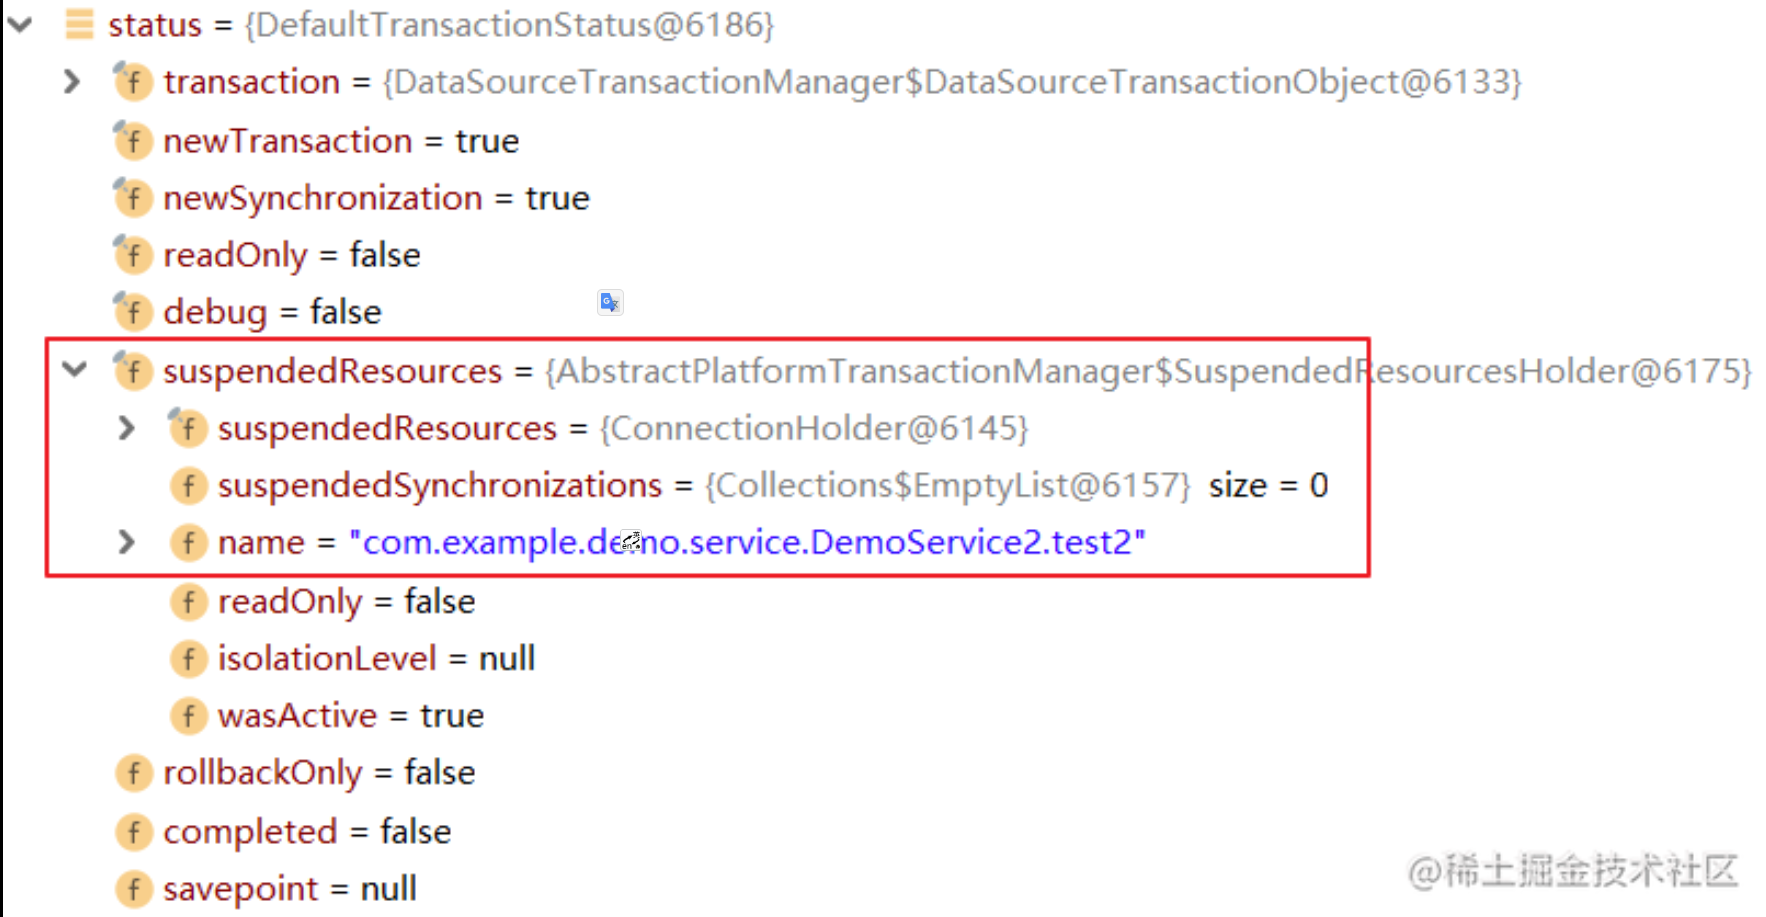 status = {DefaultTransactionStatus@6186}
transaction = {DataSourceTransactionManager$DataSourceTransactionObject@6133}
newTransaction = true
newSynchronization = true
readOnly = false
debug = false
suspendedResources = {AbstractPlatformTransactionManager$SuspendedResourcesHolder@6175}
suspendedResources = {ConnectionHolder@6145}
suspendedSynchronizations = {Collections$EmptyList@6157} size = 0
name = "com.example.demo.service.DemoService2.test2"
readOnly = false
isolationLevel = null
wasActive = true
rollbackOnly = false
completed = false
savepoint = null
@稀土掘金技术社区